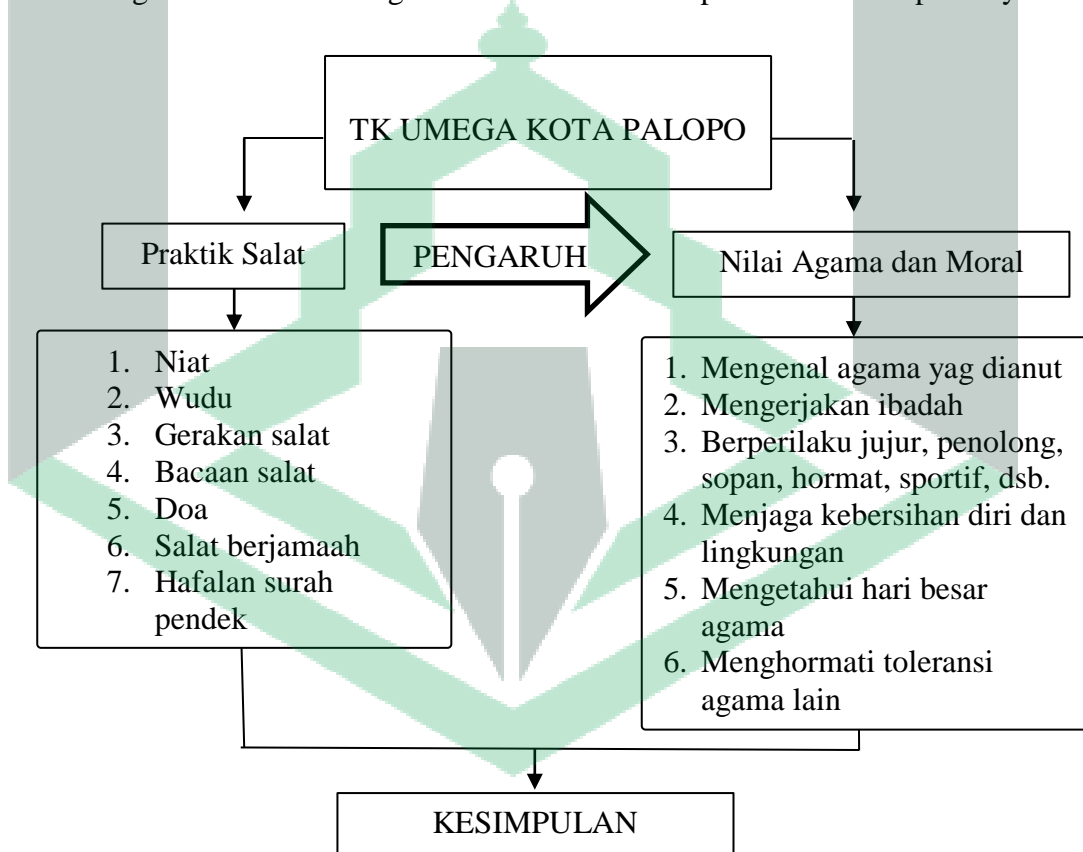 TK UMEGA KOTA PALOPO
Praktik Salat
PENGARUH
Nilai Agama dan Moral
1. Niat
2. Wudu
3. Gerakan salat
4. Bacaan salat
5. Doa
6. Salat berjamaah
7. Hafalan surah
pendek
1. Mengenal agama yag dianut
2. Mengerjakan ibadah
3. Berperilaku jujur, penolong,
sopan, hormat, sportif, dsb.
4. Menjaga kebersihan diri dan
lingkungan
5. Mengetahui hari besar
agama
6. Menghormati toleransi
agama lain
KESIMPULAN